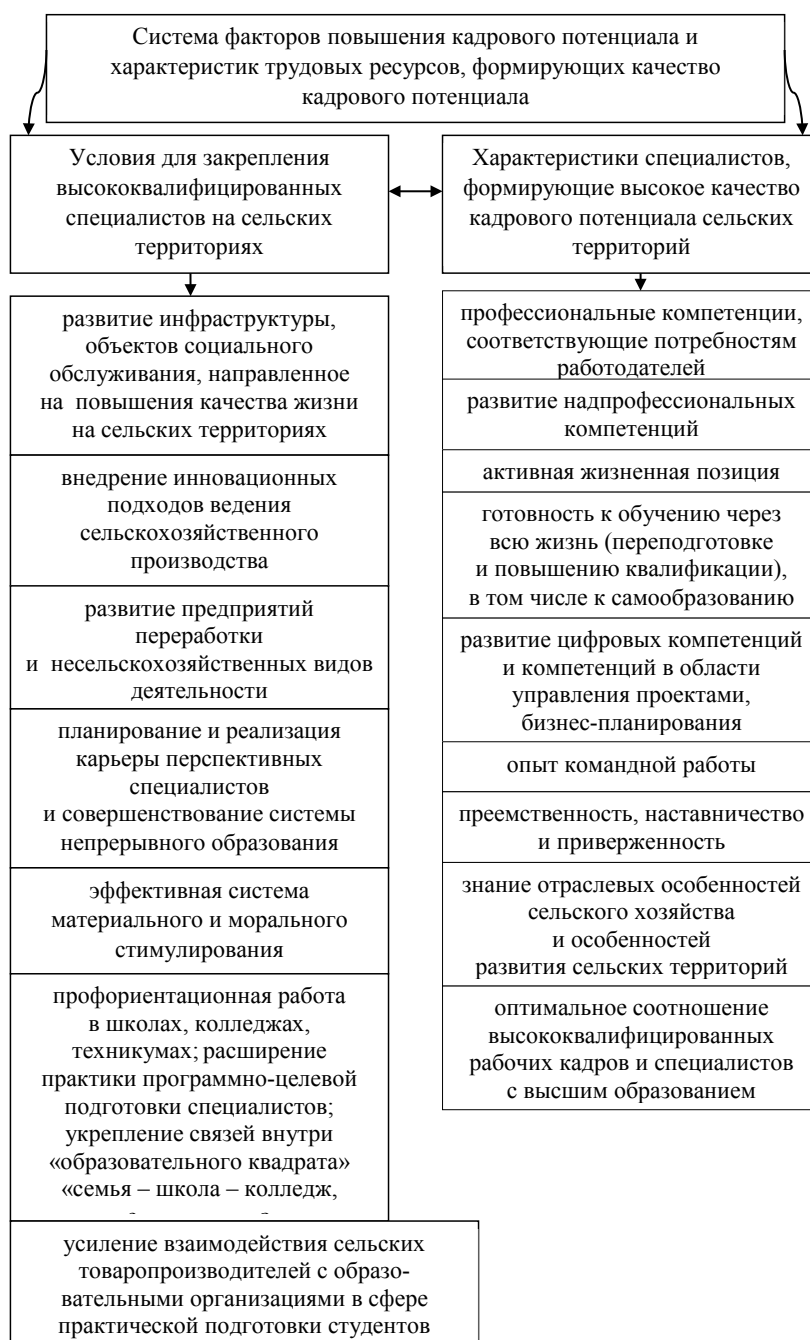 Система факторов повышения кадрового потенциала и
характеристик трудовых ресурсов, формирующих качество
кадрового потенциала
Условия для закрепления
высококвалифицированных
специалистов на сельских
территориях
Характеристики специалистов,
формирующие высокое качество
кадрового потенциала сельских
территорий
развитие инфраструктуры,
объектов социального
обслуживания, направленное
на повышения качества жизни
на сельских территориях
внедрение инновационных
подходов ведения
сельскохозяйственного
производства
развитие предприятий
переработки
и несельскохозяйственных видов
деятельности
планирование и реализация
карьеры перспективных
специалистов
и совершенствование системы
непрерывного образования
эффективная система
материального и морального
стимулирования
профориентационная работа
в школах, колледжах,
техникумах; расширение
практики программно-целевой
подготовки специалистов;
укрепление связей внутри
«образовательного квадрата»
«семья – школа – колледж,
усиление взаимодействия сельских
товаропроизводителей с образо-
вательными организациями в сфере
практической подготовки студентов
профессиональные компетенции,
соответствующие потребностям
работодателей
развитие надпрофессиональных
компетенций
активная жизненная позиция
готовность к обучению через
всю жизнь (переподготовке
и повышению квалификации),
в том числе к самообразованию
развитие цифровых компетенций
и компетенций в области
управления проектами,
бизнес-планирования
опыт командной работы
преемственность, наставничество
и приверженность
знание отраслевых особенностей
сельского хозяйства
и особенностей
развития сельских территорий
оптимальное соотношение
высококвалифицированных
рабочих кадров и специалистов
с высшим образованием